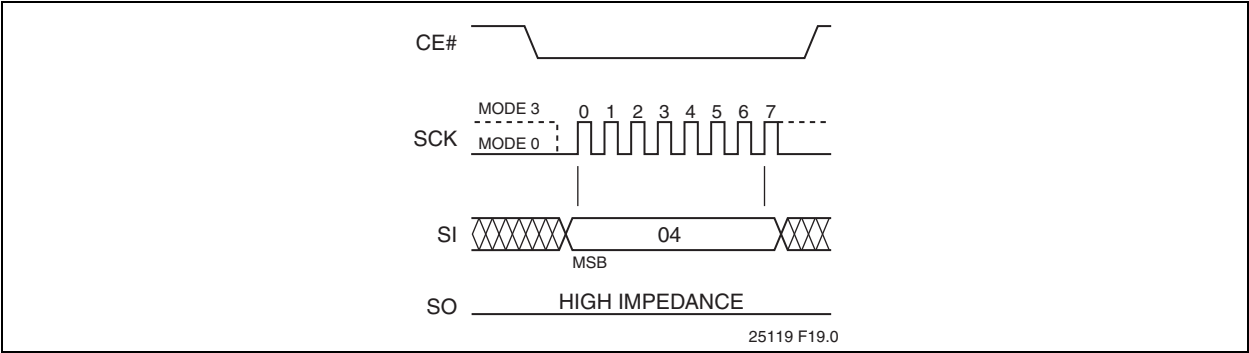 CE#
MODE 3
0 1 2 3 4 5 6 7
SCK
MODE 0
SI
04
MSB
SO
HIGH IMPEDANCE
25119 F19.0